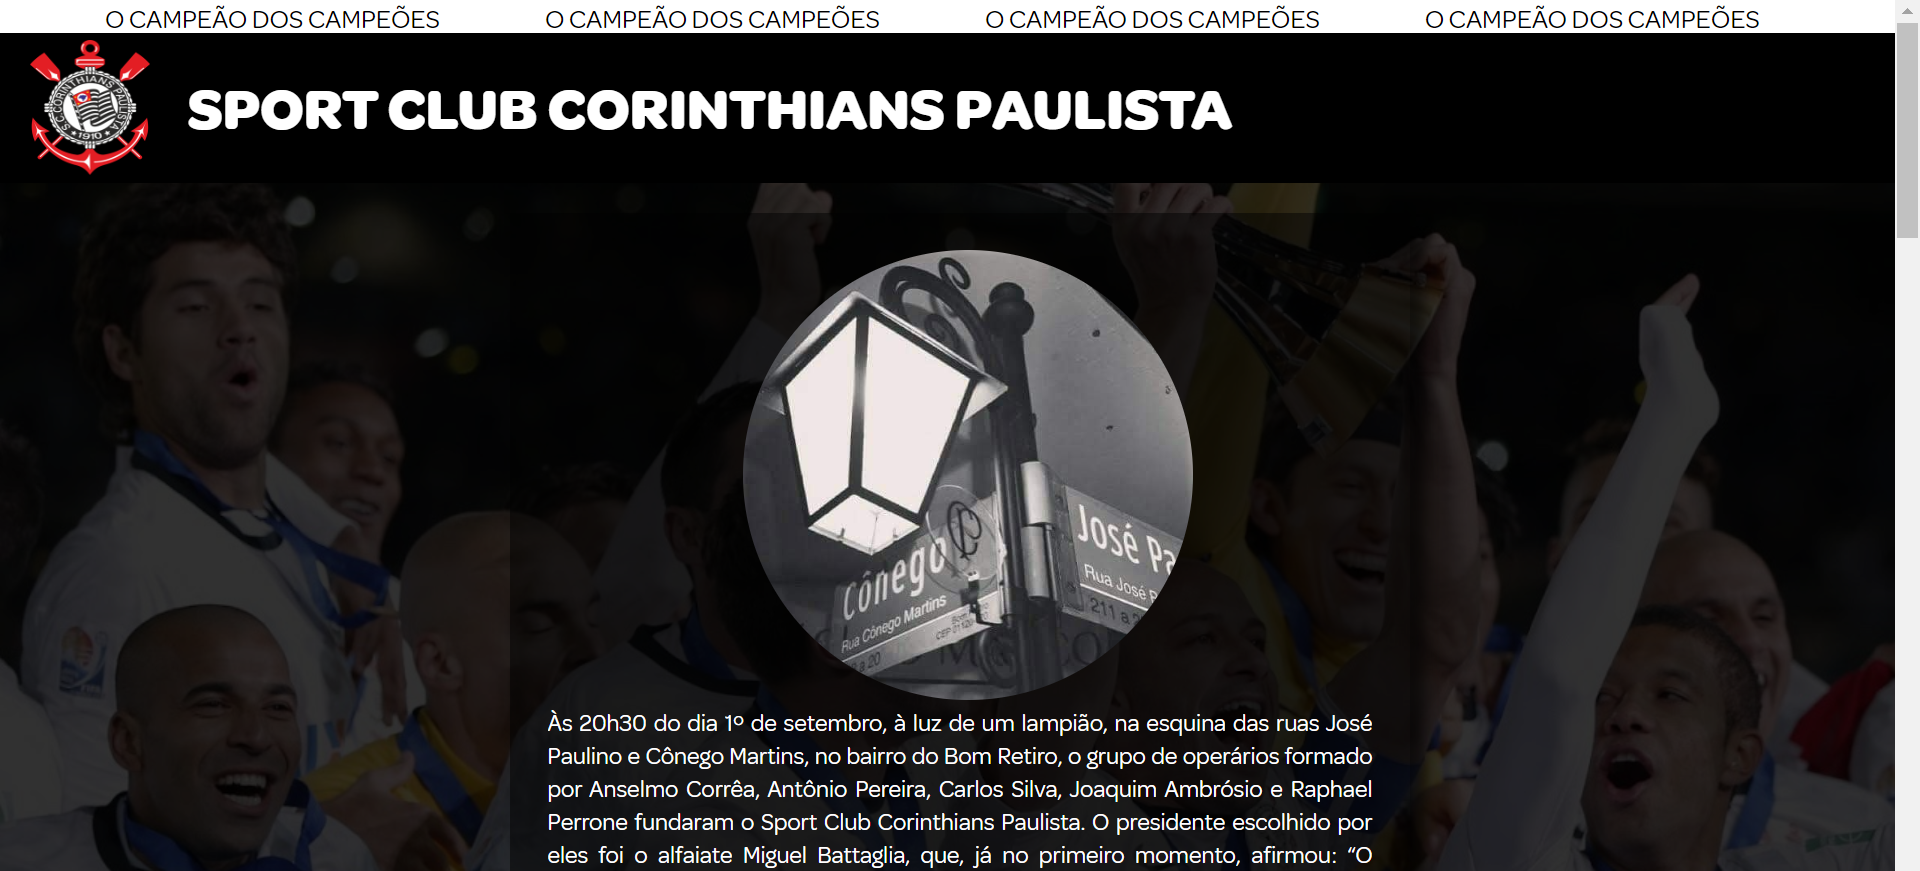 O CAMPEÃO DOS CAMPEÕES O CAMPEÃO DOS CAMPEÕES O CAMPEÃO DOS CAMPEÕES O CAMPEÃO DOS CAMPEÕES
S.C. CORINTHIANS PAULISTA
1910
SPORT CLUB CORINTHIANS PAULISTA
Cônego
Rua Cônego Martins
José Pa
Rua José P
211 a
a 20
Às 20h30 do dia 1º de setembro, à luz de um lampião, na esquina das ruas José
Paulino e Cônego Martins, no bairro do Bom Retiro, o grupo de operários formado
por Anselmo Corrêa, Antônio Pereira, Carlos Silva, Joaquim Ambrósio e Raphael
Perrone fundaram o Sport Club Corinthians Paulista. O presidente escolhido por
eles foi o alfaiate Miguel Battaglia, que, já no primeiro momento, afirmou: “O